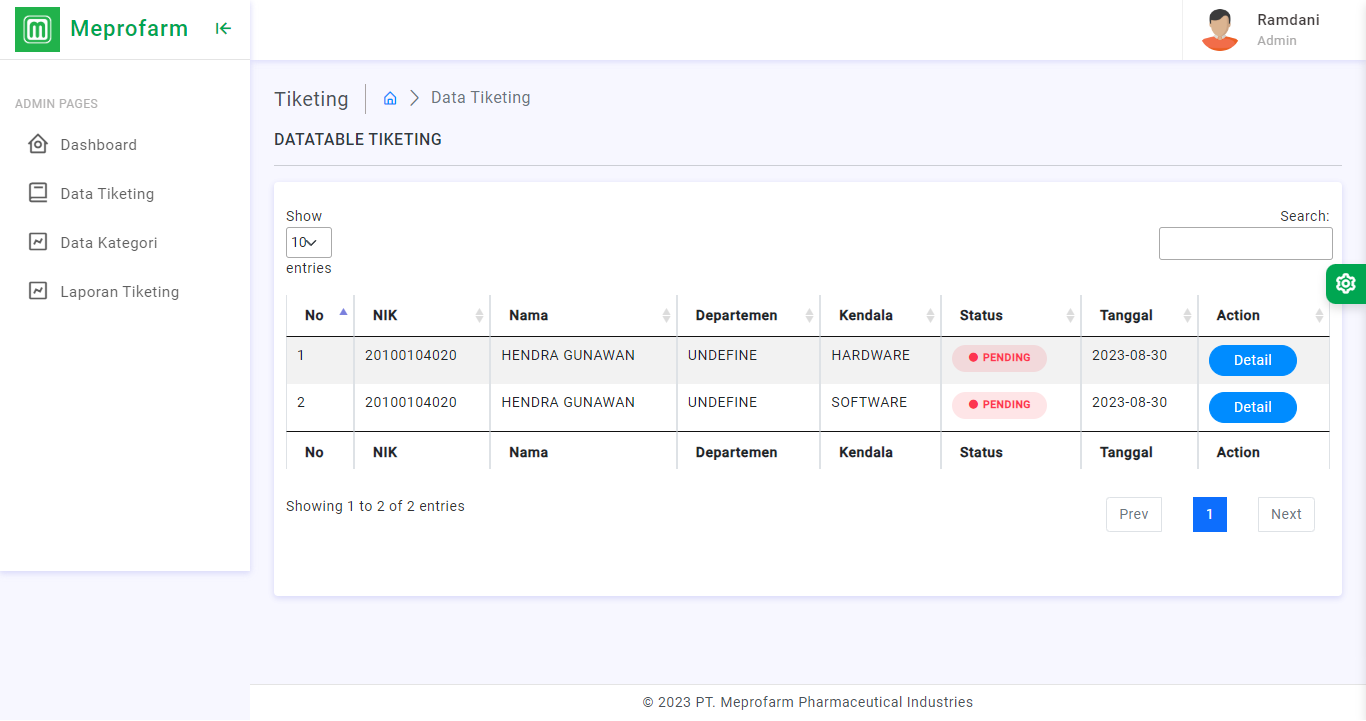 Meprofarm
Ramdani
Admin
ADMIN PAGES
Dashboard
Data Tiketing
Data Kategori
Laporan Tiketing
Tiketing Data Tiketing
DATATABLE TIKETING
Show
10
entries
Search:
No NIK Nama Departemen Kendala Status Tanggal Action
1 20100104020 HENDRA GUNAWAN UNDEFINE HARDWARE PENDING 2023-08-30 Detail
2 20100104020 HENDRA GUNAWAN UNDEFINE SOFTWARE PENDING 2023-08-30 Detail
No NIK Nama Departemen Kendala Status Tanggal Action
Showing 1 to 2 of 2 entries
Prev 1 Next
© 2023 PT. Meprofarm Pharmaceutical Industries